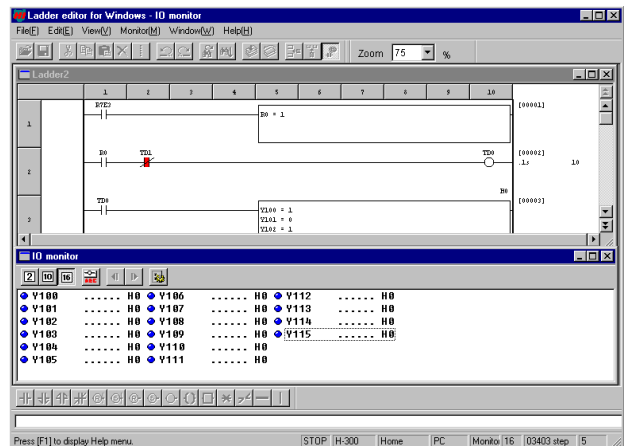 Ladder editor for Windows - IO monitor
File(F) Edit(E) View(V) Monitor(M) Window(W) Help(H)
Zoom 75 %
Ladder2
1 2 3 4 5 6 7 8 9 10
R7E3 [00001]
1 R0 = 1
R0 TD1 TD0 [00002]
.1s 10
2
H0
TD0 [00003]
3 Y100 = 1
Y101 = 0
Y102 = 1
IO monitor
2 10 16
Y100 ...... H0 Y106 ...... H0 Y112 ...... H0
Y101 ...... H0 Y107 ...... H0 Y113 ...... H0
Y102 ...... H0 Y108 ...... H0 Y114 ...... H0
Y103 ...... H0 Y109 ...... H0 Y115 ...... H0
Y104 ...... H0 Y110 ...... H0
Y105 ...... H0 Y111 ...... H0
Press [F1] to display Help menu. STOP H-300 Home PC Monitor 16 03403 step 5